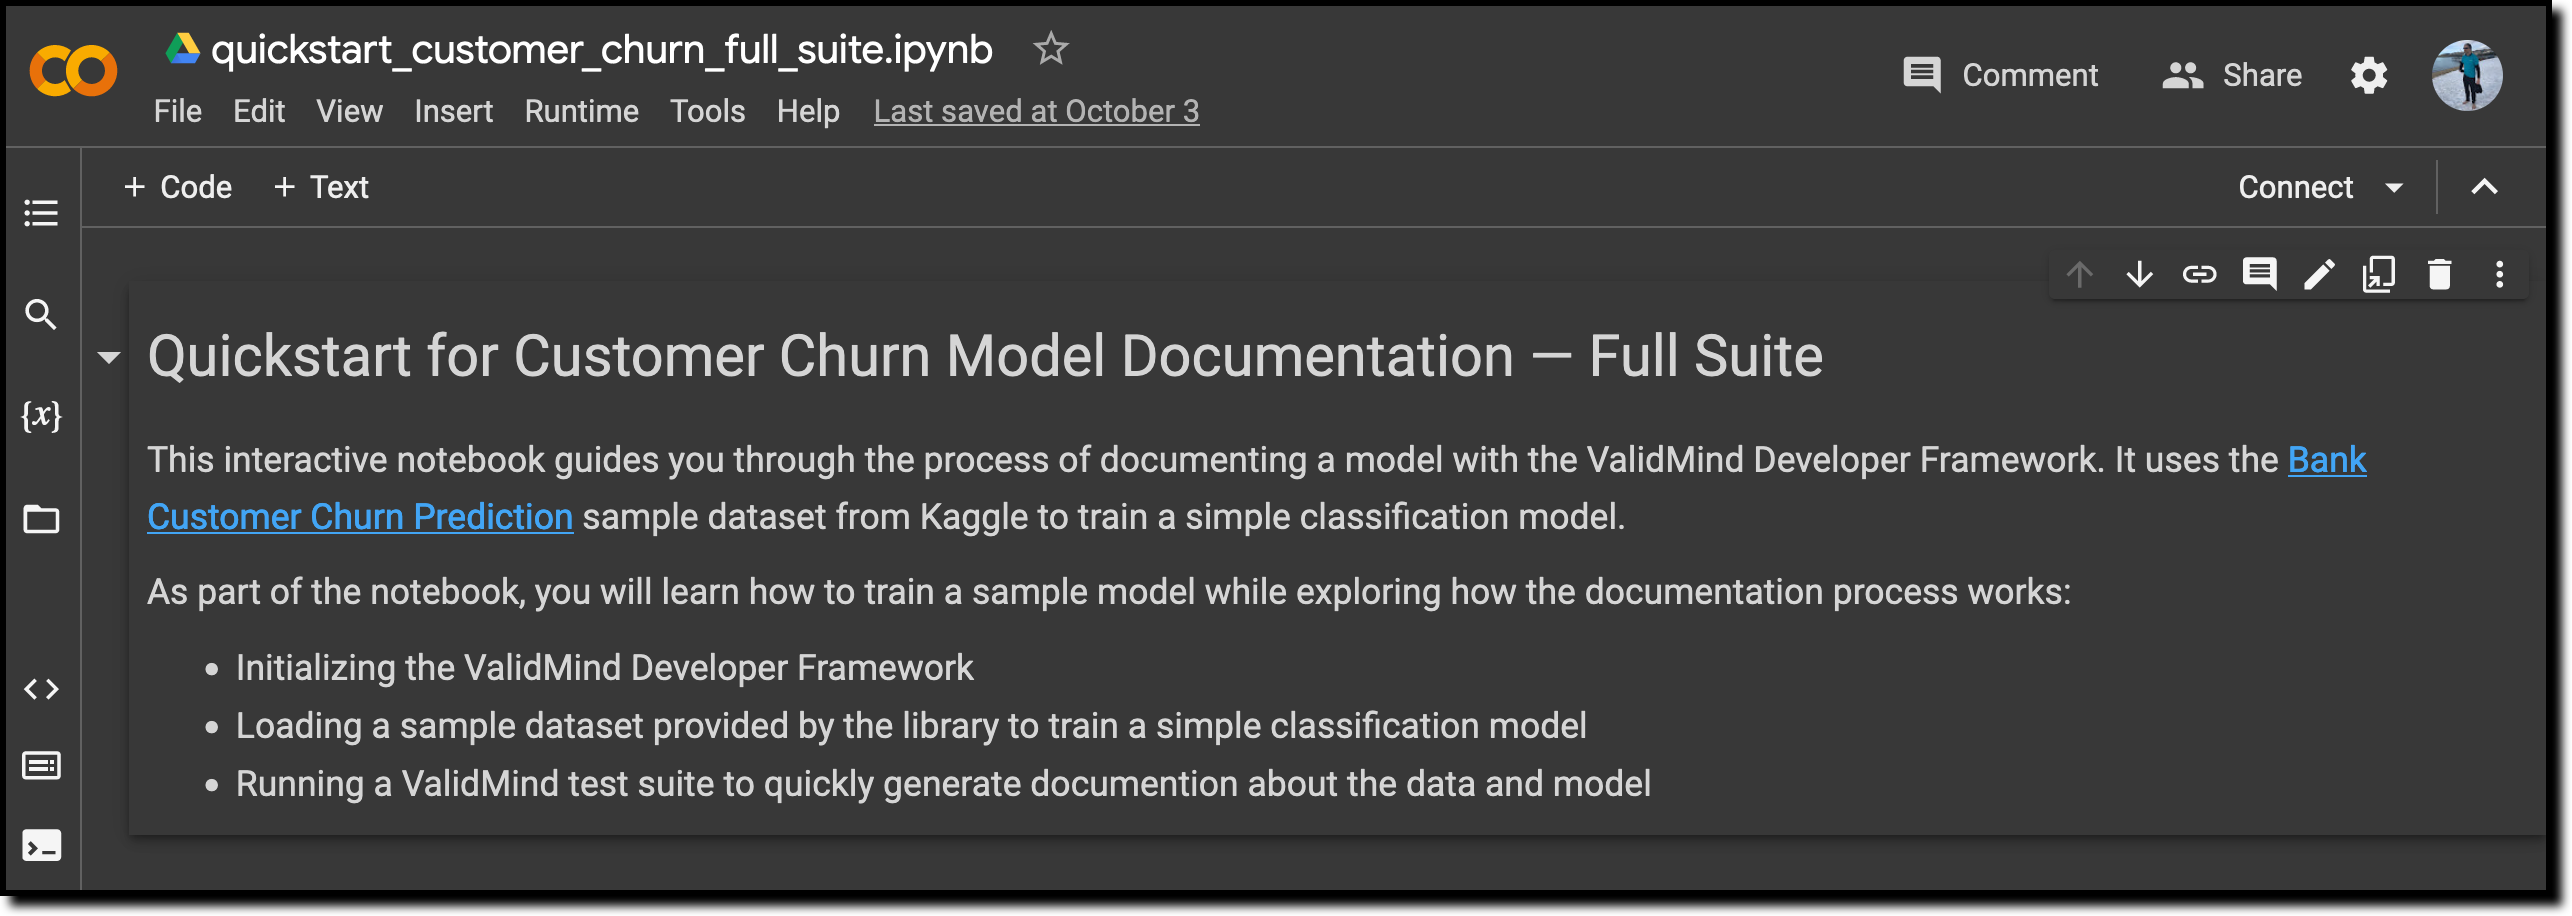 quickstart_customer_churn_full_suite.ipynb
File Edit View Insert Runtime Tools Help Last saved at October 3
Comment Share
+ Code + Text
Connect
{x}
Quickstart for Customer Churn Model Documentation — Full Suite
This interactive notebook guides you through the process of documenting a model with the ValidMind Developer Framework. It uses the Bank
Customer Churn Prediction sample dataset from Kaggle to train a simple classification model.
As part of the notebook, you will learn how to train a sample model while exploring how the documentation process works:
• Initializing the ValidMind Developer Framework
• Loading a sample dataset provided by the library to train a simple classification model
• Running a ValidMind test suite to quickly generate documention about the data and model